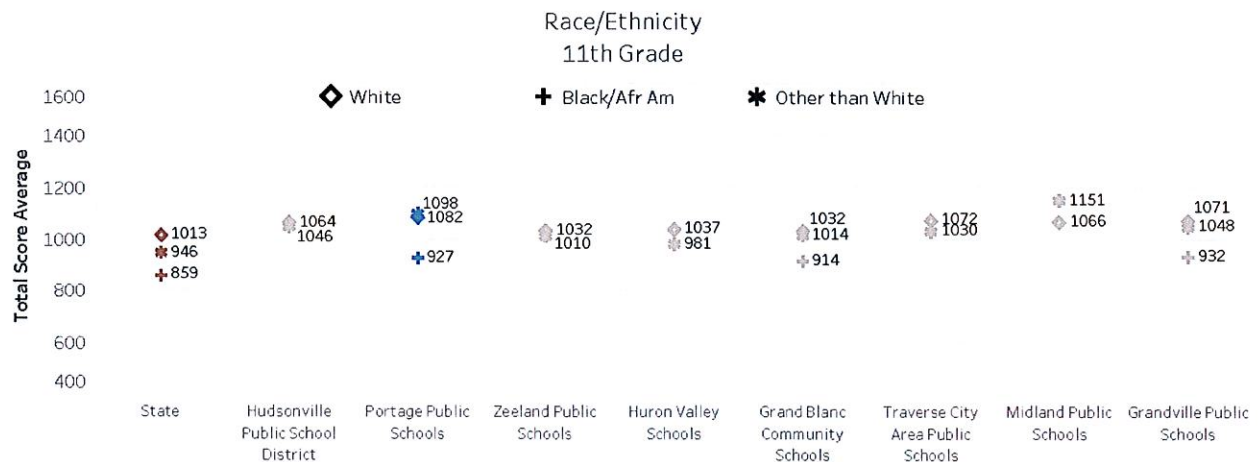 Race/Ethnicity
11th Grade
White
Black/Afr Am
Other than White
Total Score Average
1600
1400
1200
1000
800
600
400
1013
946
859
1064
1046
1098
1082
927
1032
1010
1037
981
1032
1014
914
1072
1030
1151
1066
1071
1048
932
State
Hudsonville
Public School
District
Portage Public
Schools
Zeeland Public
Schools
Huron Valley
Schools
Grand Blanc
Community
Schools
Traverse City
Area Public
Schools
Midland Public
Schools
Grandville Public
Schools